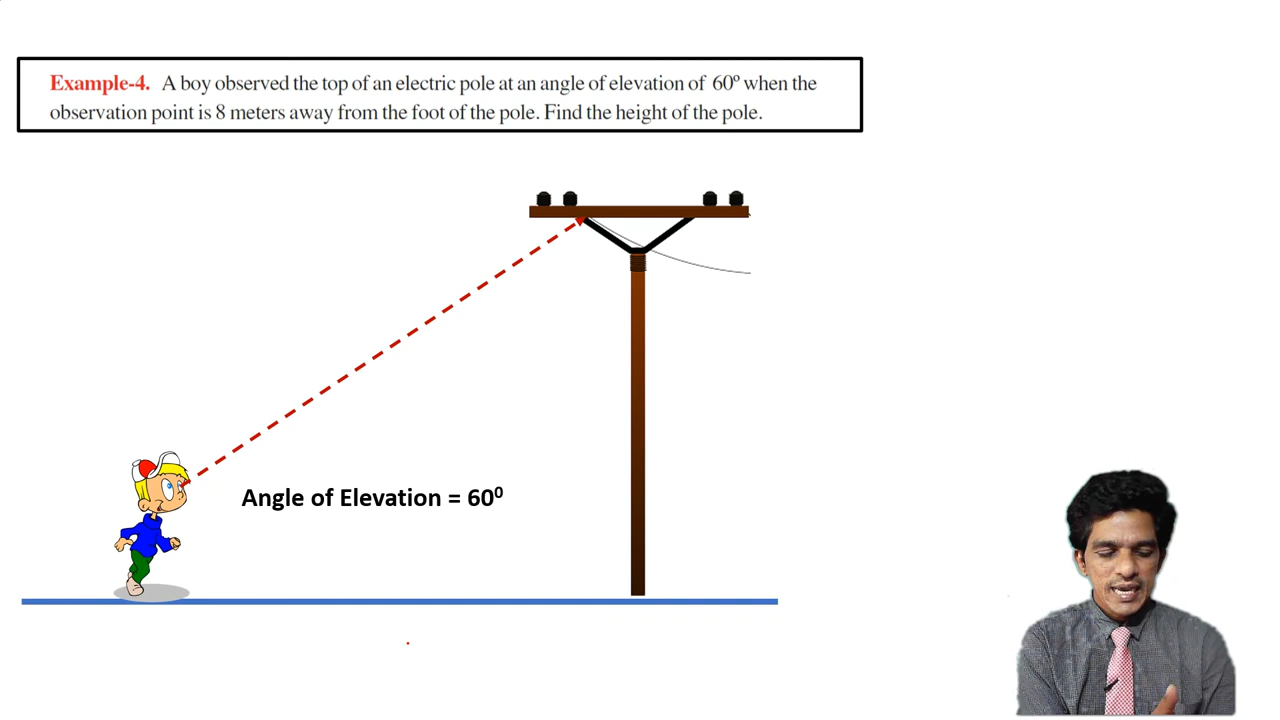 Example-4. A boy observed the top of an electric pole at an angle of elevation of 60º when the
observation point is 8 meters away from the foot of the pole. Find the height of the pole.
Angle of Elevation = 60⁰